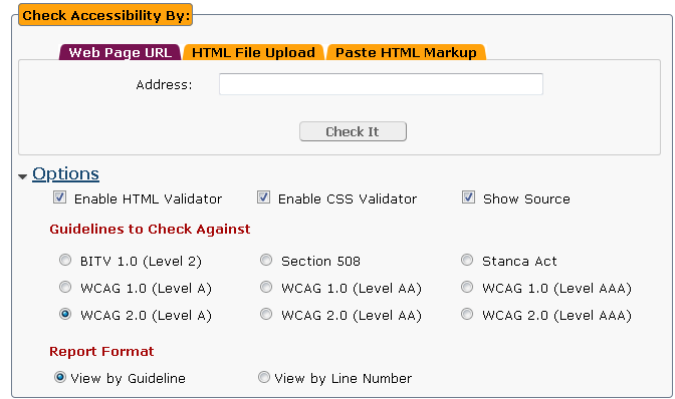 Check Accessibility By:
Web Page URL HTML File Upload Paste HTML Markup
Address:
Check It
Options
Enable HTML Validator Enable CSS Validator Show Source
Guidelines to Check Against
BITV 1.0 (Level 2) Section 508 Stanca Act
WCAG 1.0 (Level A) WCAG 1.0 (Level AA) WCAG 1.0 (Level AAA)
WCAG 2.0 (Level A) WCAG 2.0 (Level AA) WCAG 2.0 (Level AAA)
Report Format
View by Guideline View by Line Number